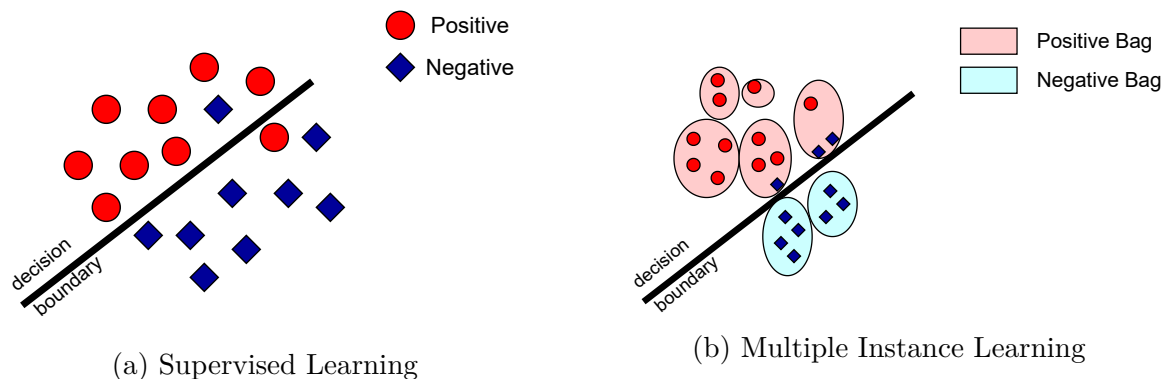 Positive
Negative
decision
boundary
(a) Supervised Learning
Positive Bag
Negative Bag
decision
boundary
(b) Multiple Instance Learning